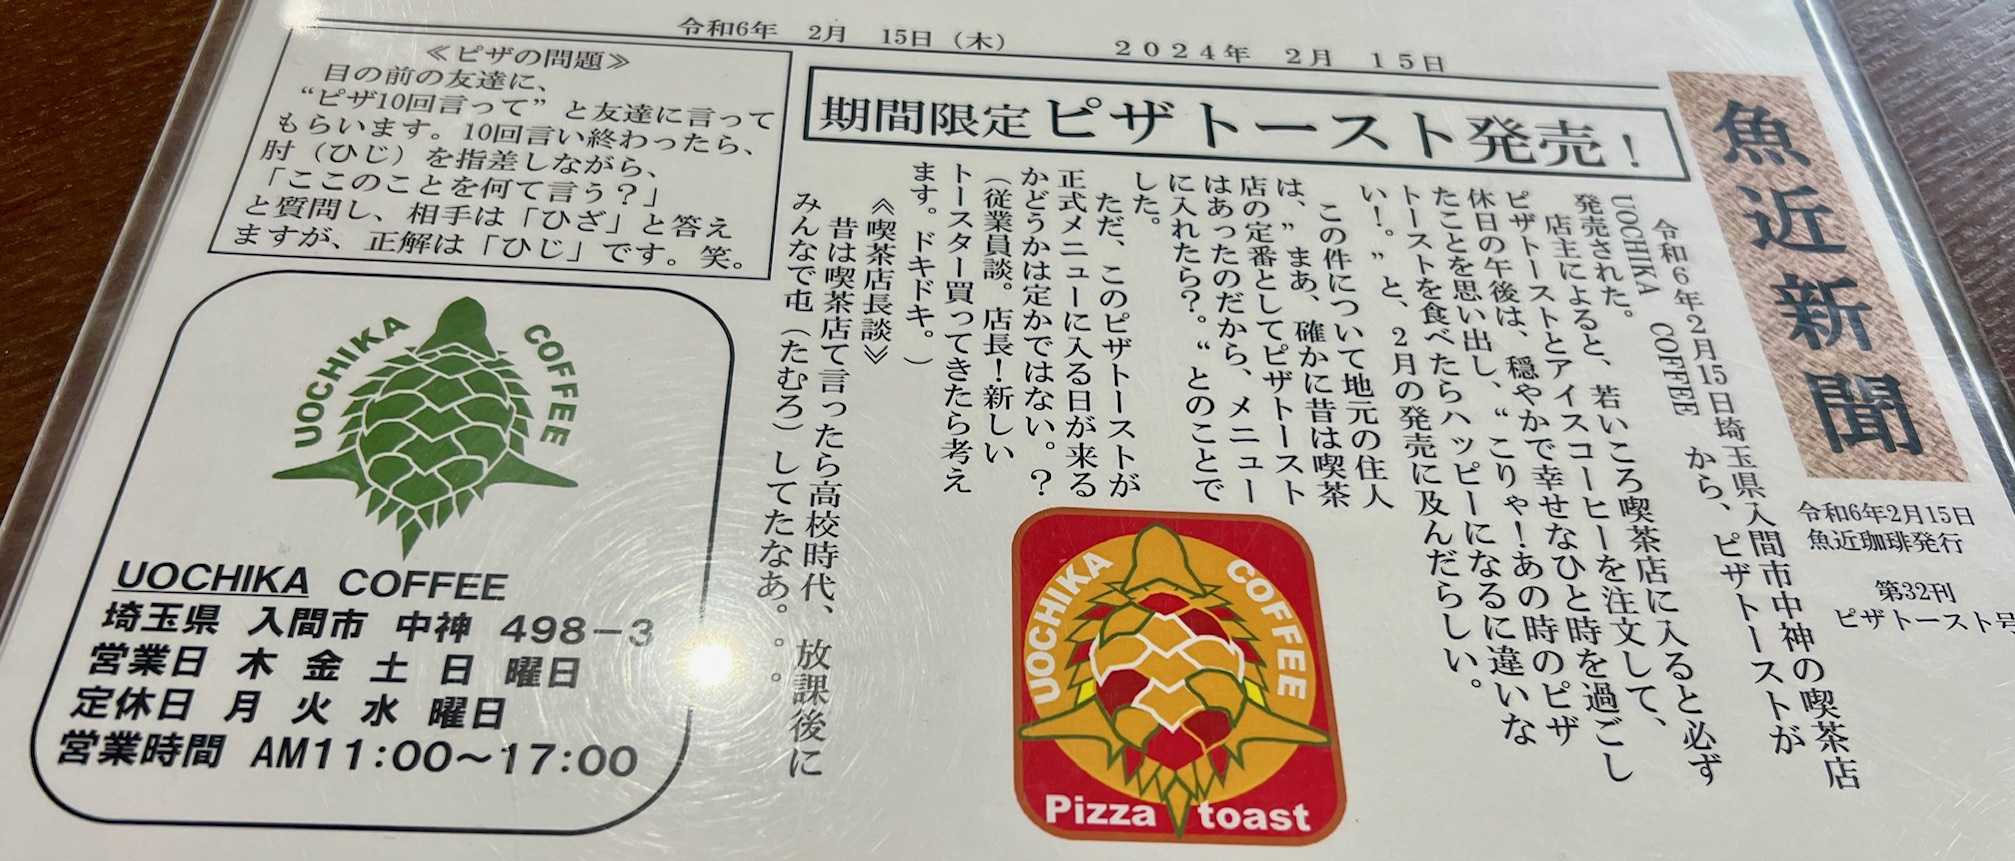 令和6年 2月 15日（木） 2024年 2月 15日
魚近新聞
令和6年2月15日
魚近珈琲発行
第32刊
ピザトースト号
期間限定ピザトースト発売！
令和6年2月15日埼玉県入間市中神の喫茶店
UOCHIKA COFFEE から、ピザトーストが
発売された。
店主によると、若いころ喫茶店に入ると必ず
ピザトーストとアイスコーヒーを注文して、
休日の午後は、穏やかで幸せなひと時を過ごし
たことを思い出し、“こりゃ！あの時のピザ
トーストを食べたらハッピーになるに違いな
い！。”と、2月の発売に及んだらしい。
この件について地元の住人
は、”まあ、確かに昔は喫茶
店の定番としてピザトースト
はあったのだから、メニュー
に入れたら？。“とのことで
した。
ただ、このピザトーストが
正式メニューに入る日が来る
かどうかは定かではない。？
（従業員談。店長！新しい
トースター買ってきたら考え
ます。ドキドキ。）
≪喫茶店長談≫
昔は喫茶店て言ったら高校時代、放課後に
みんなで屯（たむろ）してたなあ。。。
≪ピザの問題≫
目の前の友達に、
“ピザ10回言って”と友達に言って
もらいます。10回言い終わったら、
肘（ひじ）を指差しながら、
「ここのことを何て言う？」
と質問し、相手は「ひざ」と答え
ますが、正解は「ひじ」です。笑。
UOCHIKA COFFEE
UOCHIKA COFFEE
埼玉県 入間市 中神 498－3
営業日 木 金 土 日 曜日
定休日 月 火 水 曜日
営業時間 AM11:00～17:00
UOCHIKA COFFEE
Pizza toast